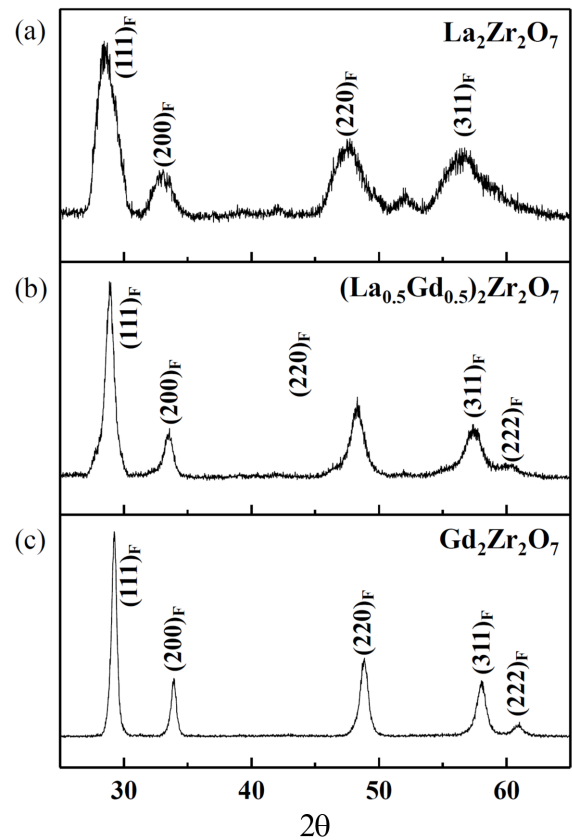 (a)
La₂Zr₂O₇
(111)F
(200)F
(220)F
(311)F
(b)
(La₀.₅Gd₀.₅)₂Zr₂O₇
(111)F
(200)F
(220)F
(311)F
(222)F
(c)
Gd₂Zr₂O₇
(111)F
(200)F
(220)F
(311)F
(222)F
30 40 50 60
2θ